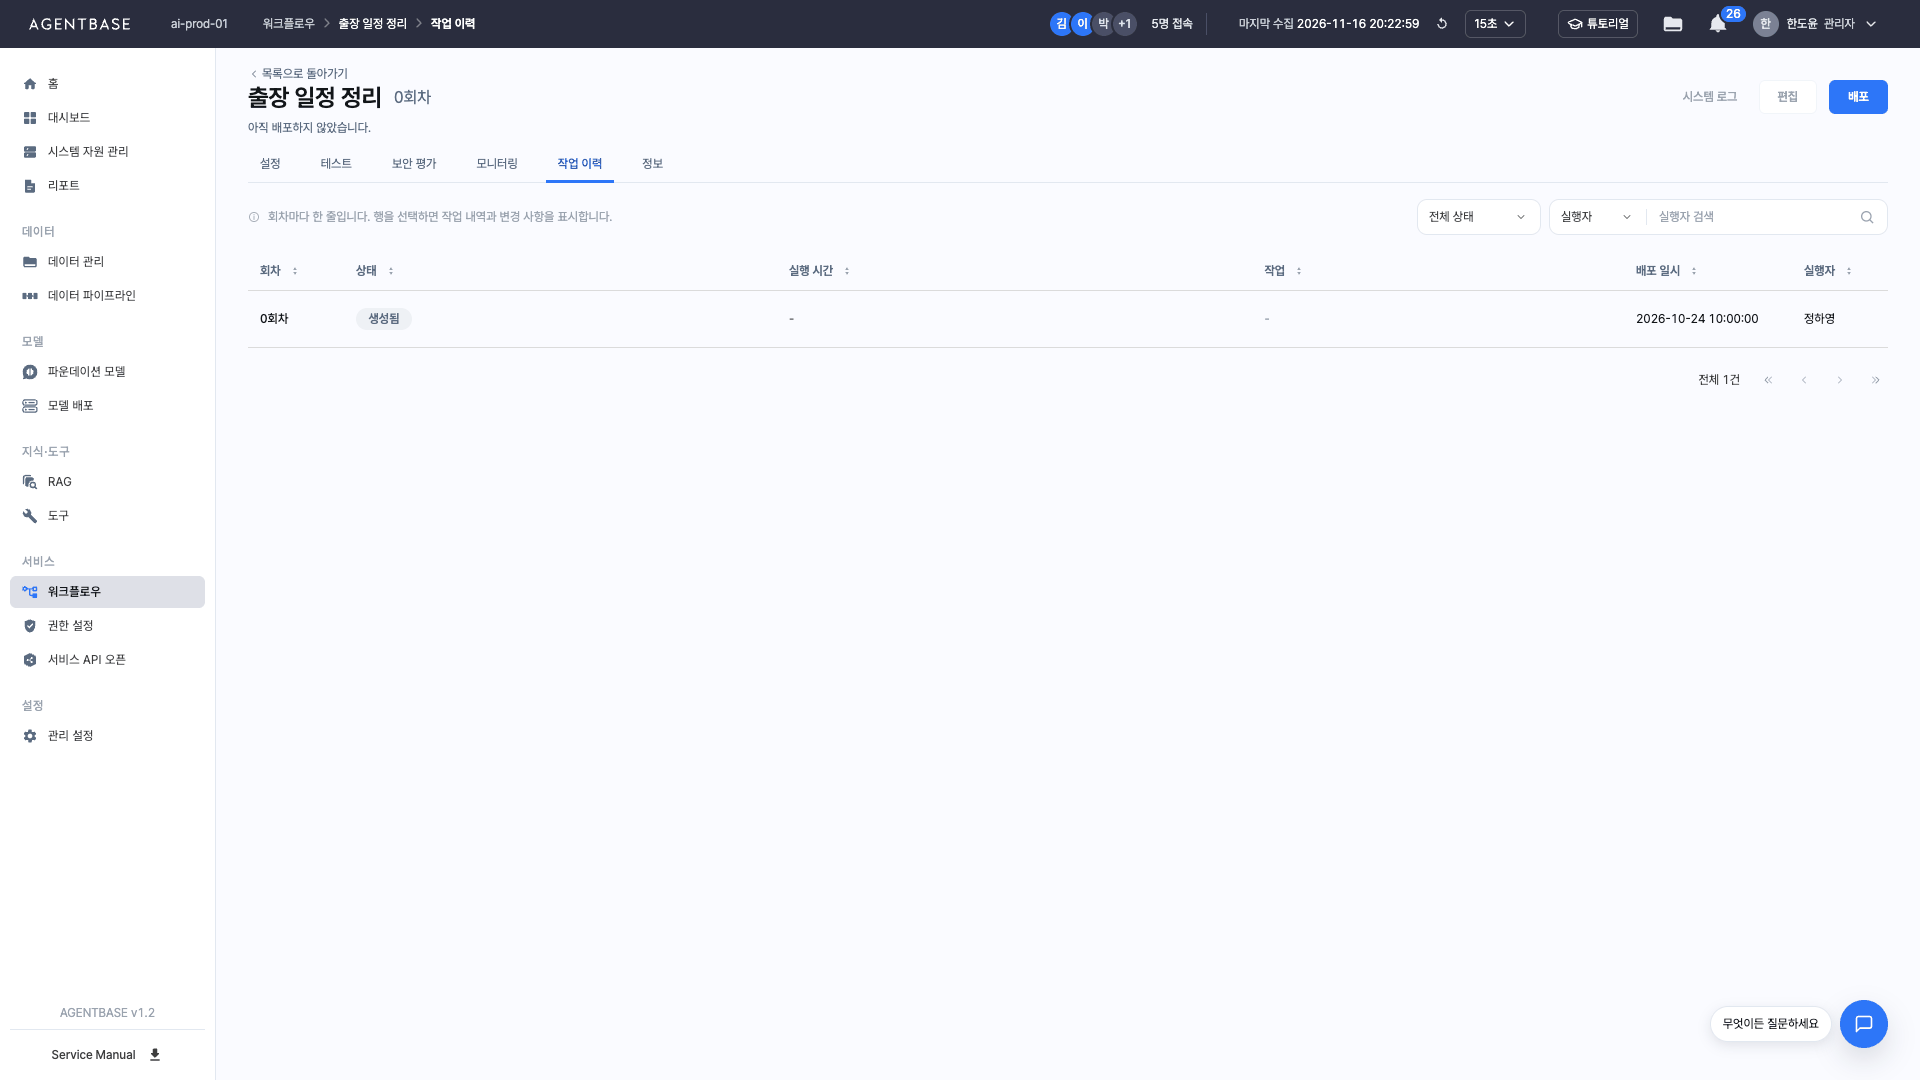 AGENTBASE
ai-prod-01
워크플로우 > 출장 일정 정리 > 작업 이력
김 이 박 +1 5명 접속
마지막 수집 2026-11-16 20:22:59
15초
튜토리얼
26
한 한도윤 관리자
홈
대시보드
시스템 자원 관리
리포트
데이터
데이터 관리
데이터 파이프라인
모델
파운데이션 모델
모델 배포
지식·도구
RAG
도구
서비스
워크플로우
권한 설정
서비스 API 오픈
설정
관리 설정
AGENTBASE v1.2
Service Manual
목록으로 돌아가기
출장 일정 정리 0회차
아직 배포하지 않았습니다.
시스템 로그
편집
배포
설정 테스트 보안 평가 모니터링 작업 이력 정보
회차마다 한 줄입니다. 행을 선택하면 작업 내역과 변경 사항을 표시합니다.
전체 상태
실행자
실행자 검색
회차 상태 실행 시간 작업 배포 일시 실행자
0회차 생성됨 - - 2026-10-24 10:00:00 정하영
전체 1건
무엇이든 질문하세요